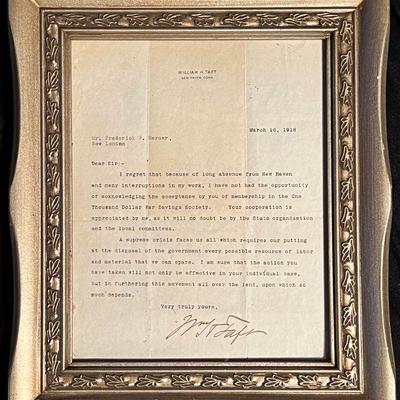 WILLIAM H. TAFT
NEW HAVEN, CONN.
March 16, 1918
Mr. Frederick P. Mercer,
New London
Dear Sir:-
I regret that because of long absence from New Haven
and many interruptions in my work, I have not had the opportunity
of acknowledging the acceptance by you of membership in the One
Thousand Dollar War Savings Society. Your cooperation is
appreciated by me, as it will no doubt be by the State organization
and the local committees.
A supreme crisis faces us all which requires our putting
at the disposal of the government every possible resource of labor
and material that we can spare. I am sure that the action you
have taken will not only be effective in your individual case,
but in furthering this movement all over the land, upon which so
much depends.
Very truly yours,
Wm H Taft